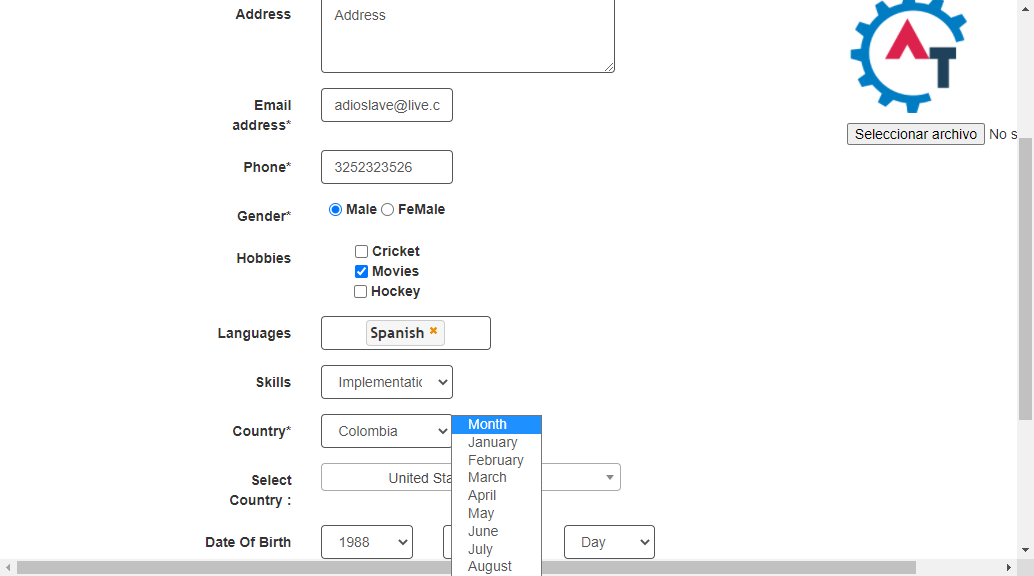 Address
Address
AT
Seleccionar archivo No s
Email
address*
adioslave@live.c
Phone*
3252323526
Gender*
Male FeMale
Hobbies
Cricket
Movies
Hockey
Languages
Spanish ×
Skills
Implementatic
Country*
Colombia
Select
Country :
United Sta
Date Of Birth
1988
Month
January
February
March
April
May
June
July
August
Day